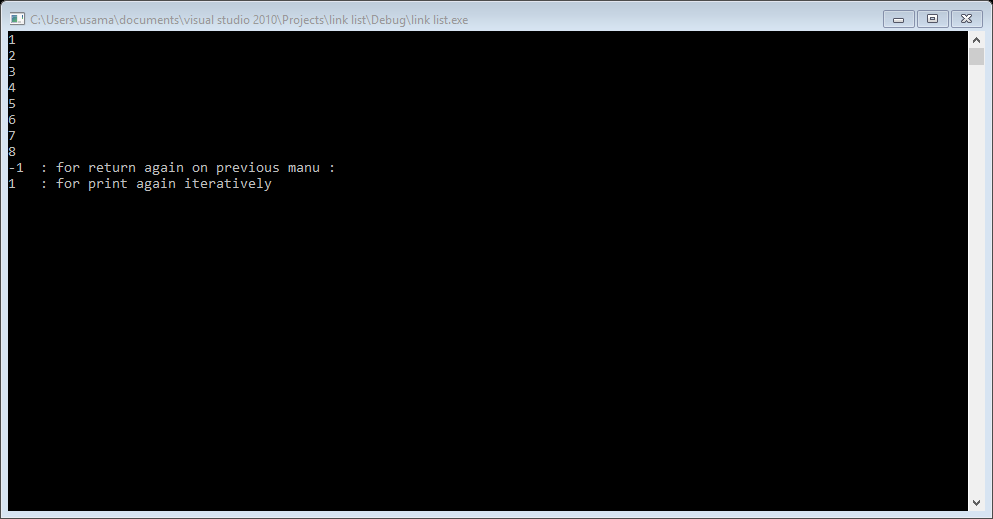 C:\Users\usama\documents\visual studio 2010\Projects\link list\Debug\link list.exe
1
2
3
4
5
6
7
8
-1  : for return again on previous manu :
1   : for print again iteratively